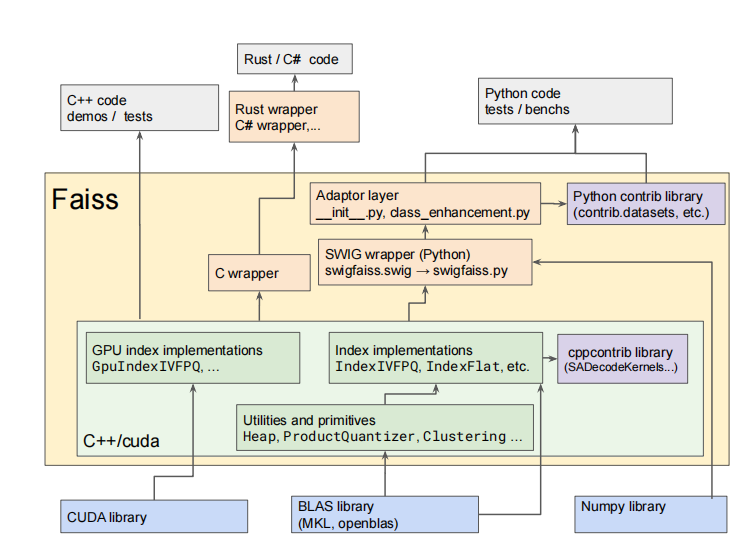 Rust / C# code
C++ code
demos / tests
Rust wrapper
C# wrapper,...
Python code
tests / benchs
Faiss
Adaptor layer
__init__.py, class_enhancement.py
Python contrib library
(contrib.datasets, etc.)
C wrapper
SWIG wrapper (Python)
swigfaiss.swig → swigfaiss.py
GPU index implementations
GpuIndexIVFPQ, …
Index implementations
IndexIVFPQ, IndexFlat, etc.
cppcontrib library
(SADecodeKernels...)
Utilities and primitives
Heap, ProductQuantizer, Clustering …
C++/cuda
CUDA library
BLAS library
(MKL, openblas)
Numpy library